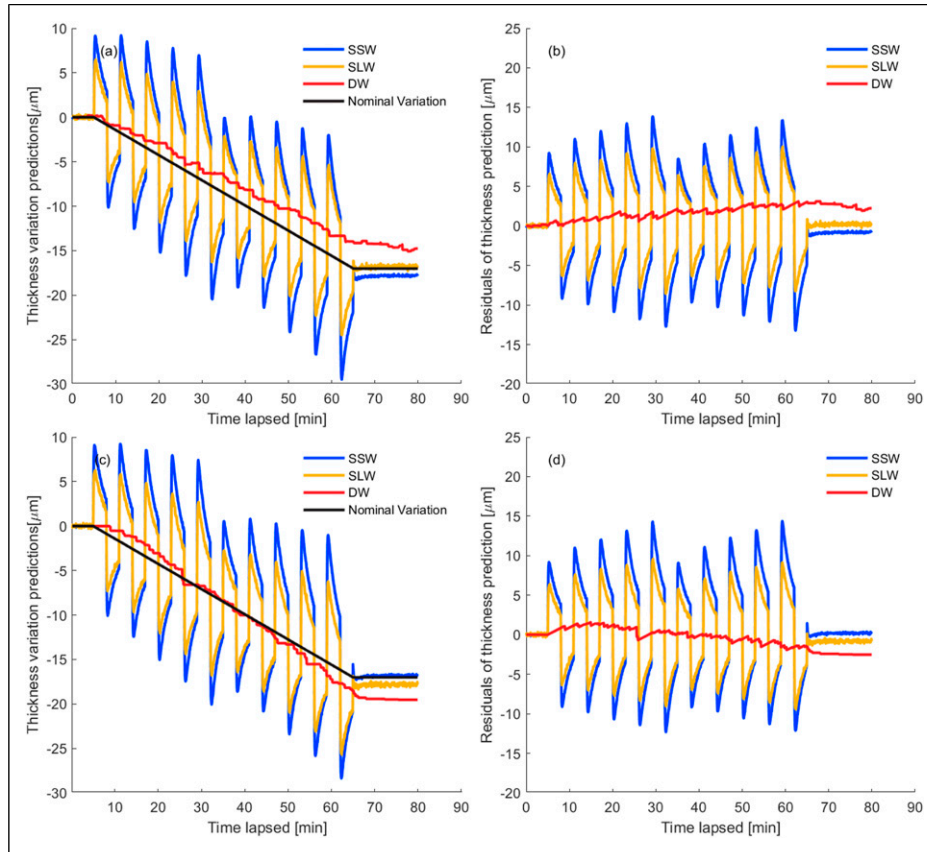 (a)
SSW
SLW
DW
Nominal Variation
Thickness variation predictions[μm]
10
5
0
-5
-10
-15
-20
-25
-30
0 10 20 30 40 50 60 70 80 90
Time lapsed [min]
(b)
SSW
SLW
DW
Residuals of thickness prediction [μm]
25
20
15
10
5
0
-5
-10
-15
-20
0 10 20 30 40 50 60 70 80 90
Time lapsed [min]
(c)
SSW
SLW
DW
Nominal Variation
Thickness variation predictions[μm]
10
5
0
-5
-10
-15
-20
-25
-30
10 20 30 40 50 60 70 80 90
Time lapsed [min]
(d)
SSW
SLW
DW
Residuals of thickness prediction [μm]
25
20
15
10
5
0
-5
-10
-15
-20
0 10 20 30 40 50 60 70 80 90
Time lapsed [min]